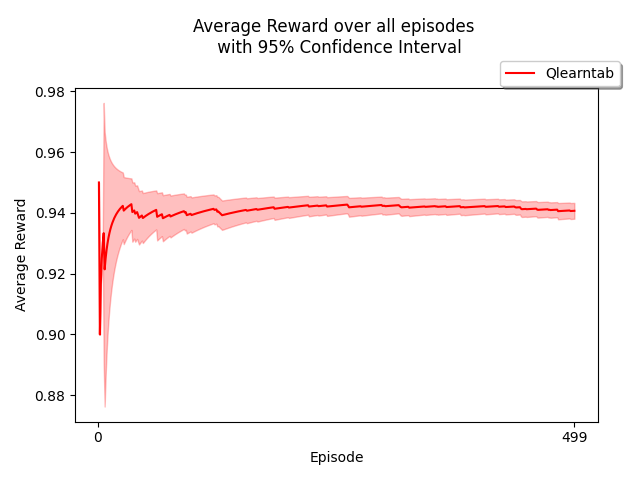 Average Reward over all episodes
with 95% Confidence Interval
Qlearntab
0.98
0.96
0.94
0.92
0.90
0.88
Average Reward
0
499
Episode